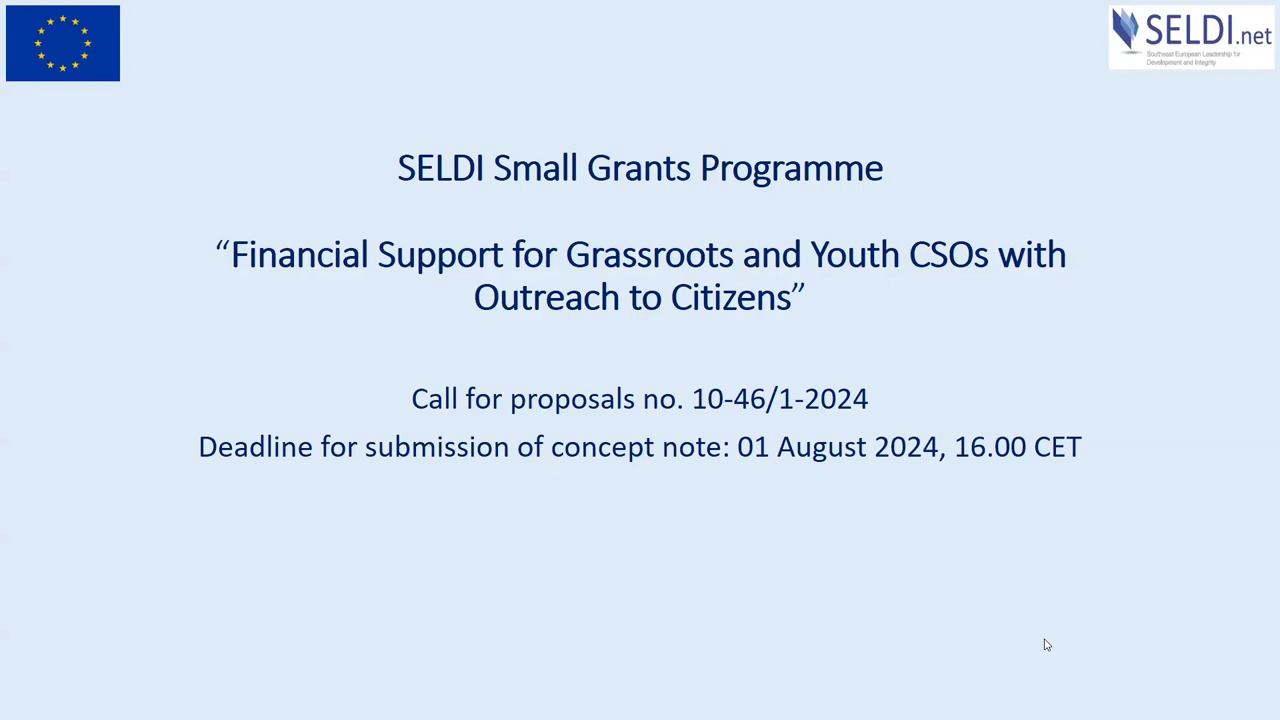 SELDI.net
Southeast European Leadership for
Development and Integrity
SELDI Small Grants Programme
“Financial Support for Grassroots and Youth CSOs with
Outreach to Citizens”
Call for proposals no. 10-46/1-2024
Deadline for submission of concept note: 01 August 2024, 16.00 CET